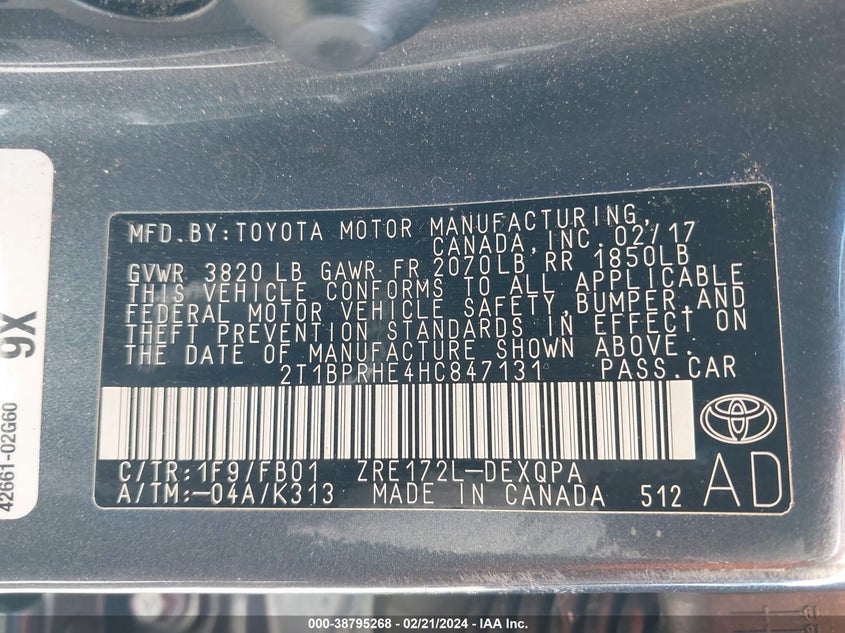 MFD.BY:TOYOTA MOTOR MANUFACTURING,
CANADA,INC. 02/17
GVWR 3820 LB GAWR FR 2070LB RR 1850LB
THIS VEHICLE CONFORMS TO ALL APPLICABLE
FEDERAL MOTOR VEHICLE SAFETY,BUMPER,AND
THEFT PREVENTION STANDARDS IN EFFECT ON
THE DATE OF MANUFACTURE SHOWN ABOVE.
2T1BPRHE4HC847131 PASS.CAR
C/TR:1F9/FB01 ZRE172L-DEXQPA
A/TM:-04A/K313 MADE IN CANADA 512
AD
9X
42661-02G60
000-38795268 - 02/21/2024 - IAA Inc.